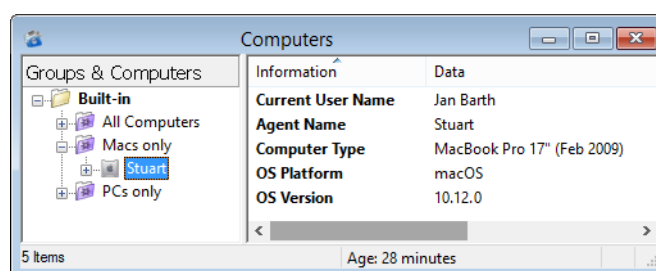 Computers
Groups & Computers
Built-in
All Computers
Macs only
Stuart
PCs only
Information Data
Current User Name Jan Barth
Agent Name Stuart
Computer Type MacBook Pro 17" (Feb 2009)
OS Platform macOS
OS Version 10.12.0
5 Items Age: 28 minutes